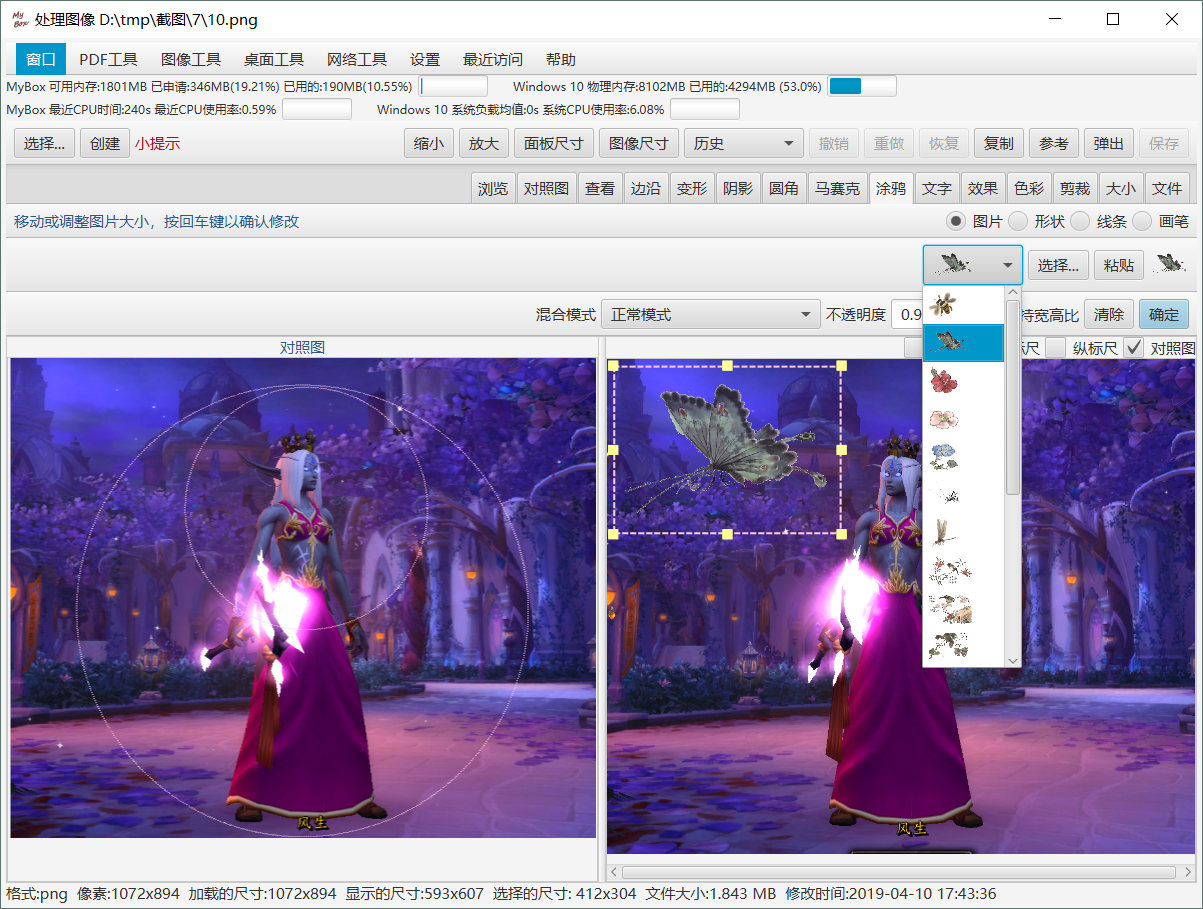 My Box 处理图像 D:\tmp\截图\7\10.png
窗口 PDF工具 图像工具 桌面工具 网络工具 设置 最近访问 帮助
MyBox 可用内存:1801MB 已申请:346MB(19.21%) 已用的:190MB(10.55%) Windows 10 物理内存:8102MB 已用的:4294MB (53.0%)
MyBox 最近CPU时间:240s 最近CPU使用率:0.59% Windows 10 系统负载均值:0s 系统CPU使用率:6.08%
选择... 创建 小提示 缩小 放大 面板尺寸 图像尺寸 历史 撤销 重做 恢复 复制 参考 弹出 保存
浏览 对照图 查看 边沿 变形 阴影 圆角 马赛克 涂鸦 文字 效果 色彩 剪裁 大小 文件
移动或调整图片大小，按回车键以确认修改 图片 形状 线条 画笔
选择... 粘贴
混合模式 正常模式 不透明度 0.9 持宽高比 清除 确定
对照图 标尺 纵标尺 对照图
风生 风生
格式:png 像素:1072x894 加载的尺寸:1072x894 显示的尺寸:593x607 选择的尺寸: 412x304 文件大小:1.843 MB 修改时间:2019-04-10 17:43:36